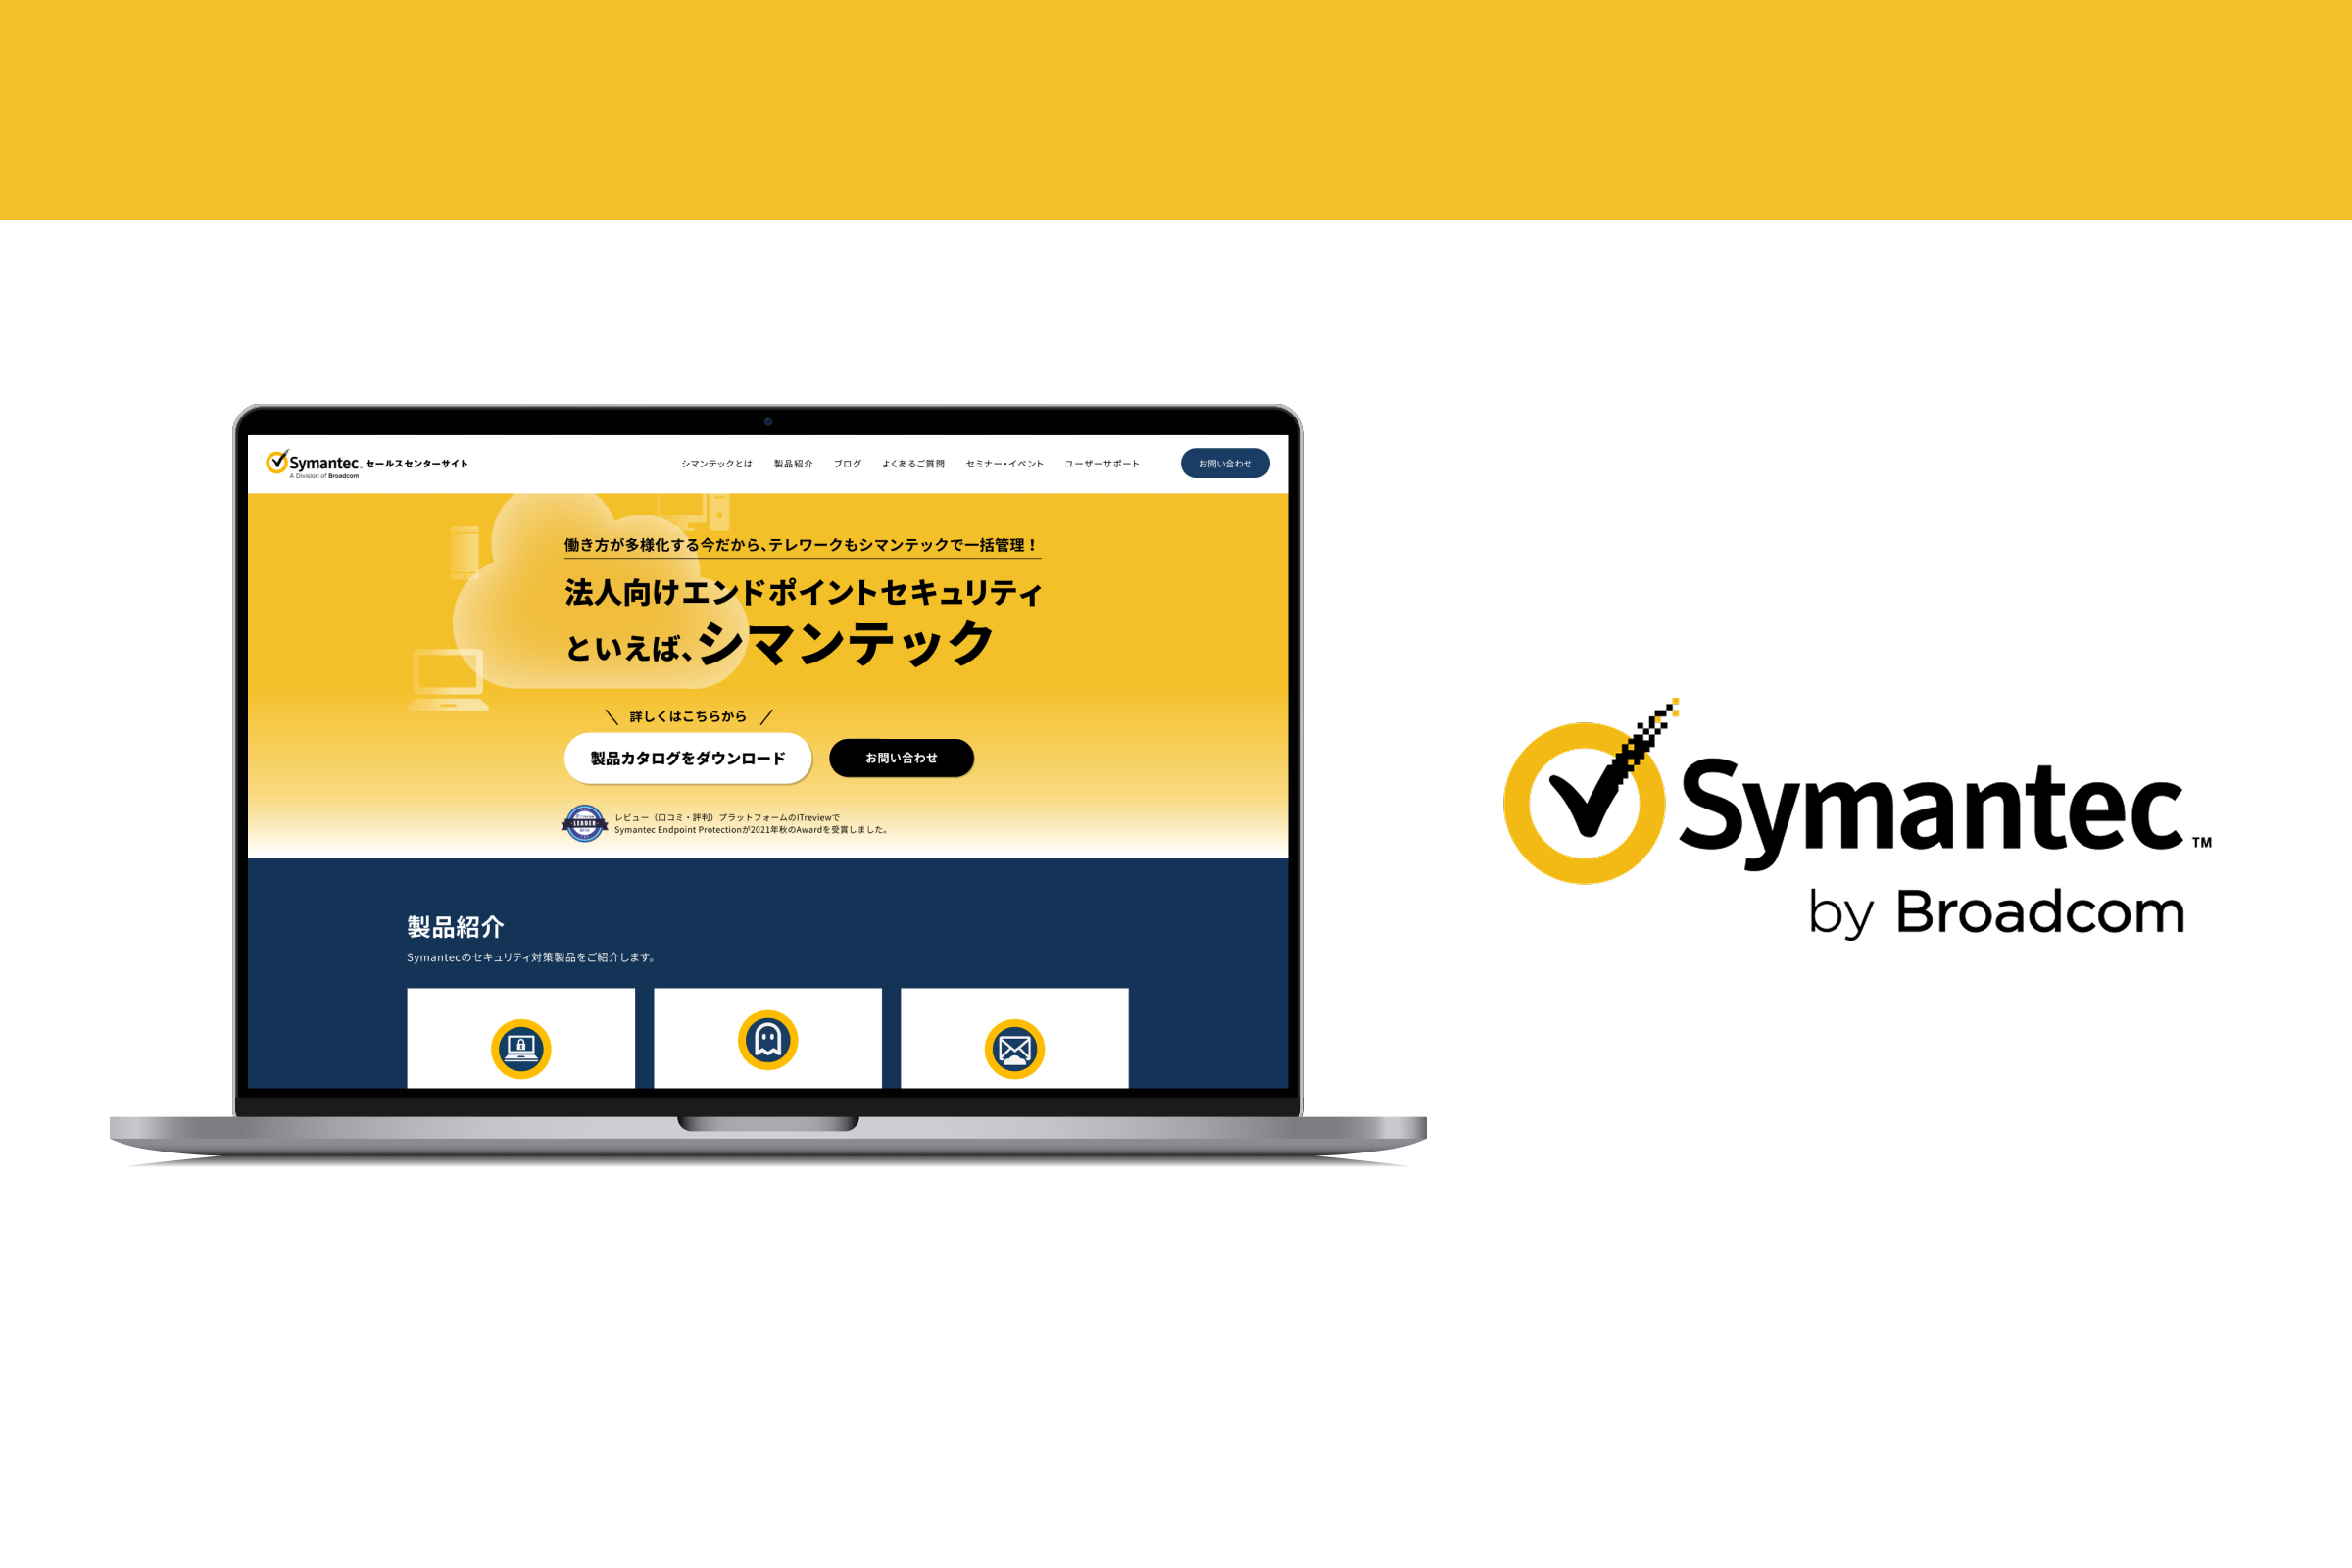 Symantec™ セールスセンターサイト
A Division of Broadcom
シマンテックとは 製品紹介 ブログ よくあるご質問 セミナー・イベント ユーザーサポート お問い合わせ
働き方が多様化する今だから、テレワークもシマンテックで一括管理！
法人向けエンドポイントセキュリティ
といえば、シマンテック
＼ 詳しくはこちらから ／
製品カタログをダウンロード お問い合わせ
LEADER
レビュー（口コミ・評判）プラットフォームのITreviewで
Symantec Endpoint Protectionが2021年秋のAwardを受賞しました。
製品紹介
Symantecのセキュリティ対策製品をご紹介します。
Symantec™
by Broadcom